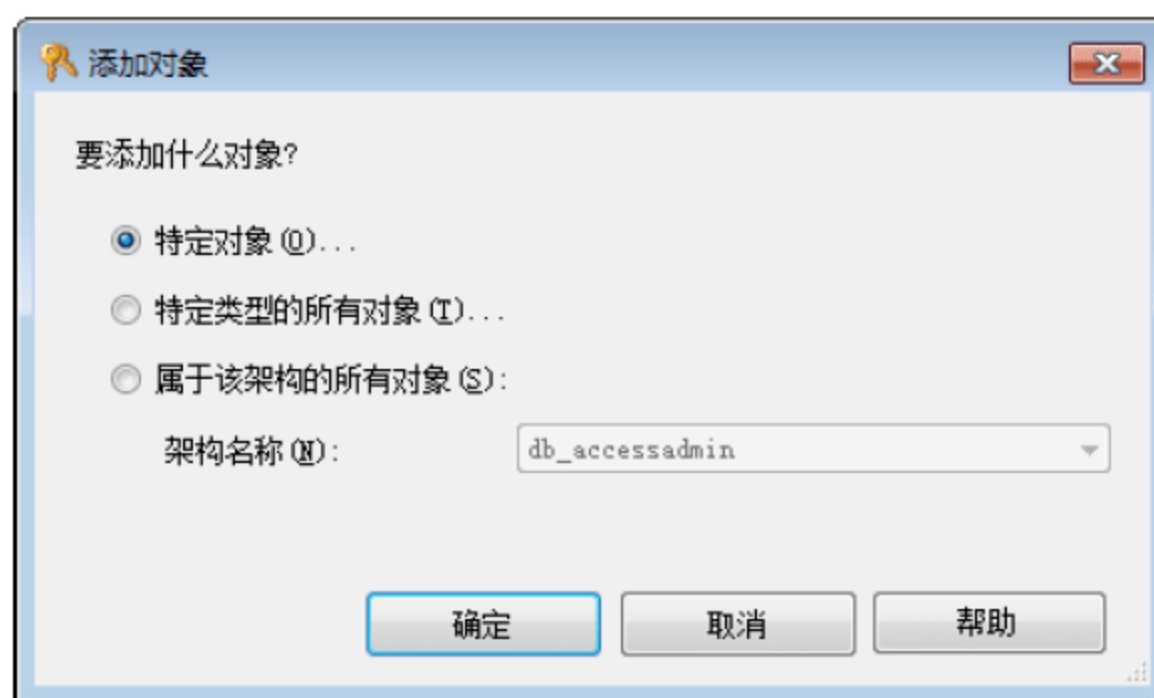 添加对象
要添加什么对象?
特定对象(O)...
特定类型的所有对象(T)...
属于该架构的所有对象(S):
架构名称(N): db_accessadmin
确定 取消 帮助